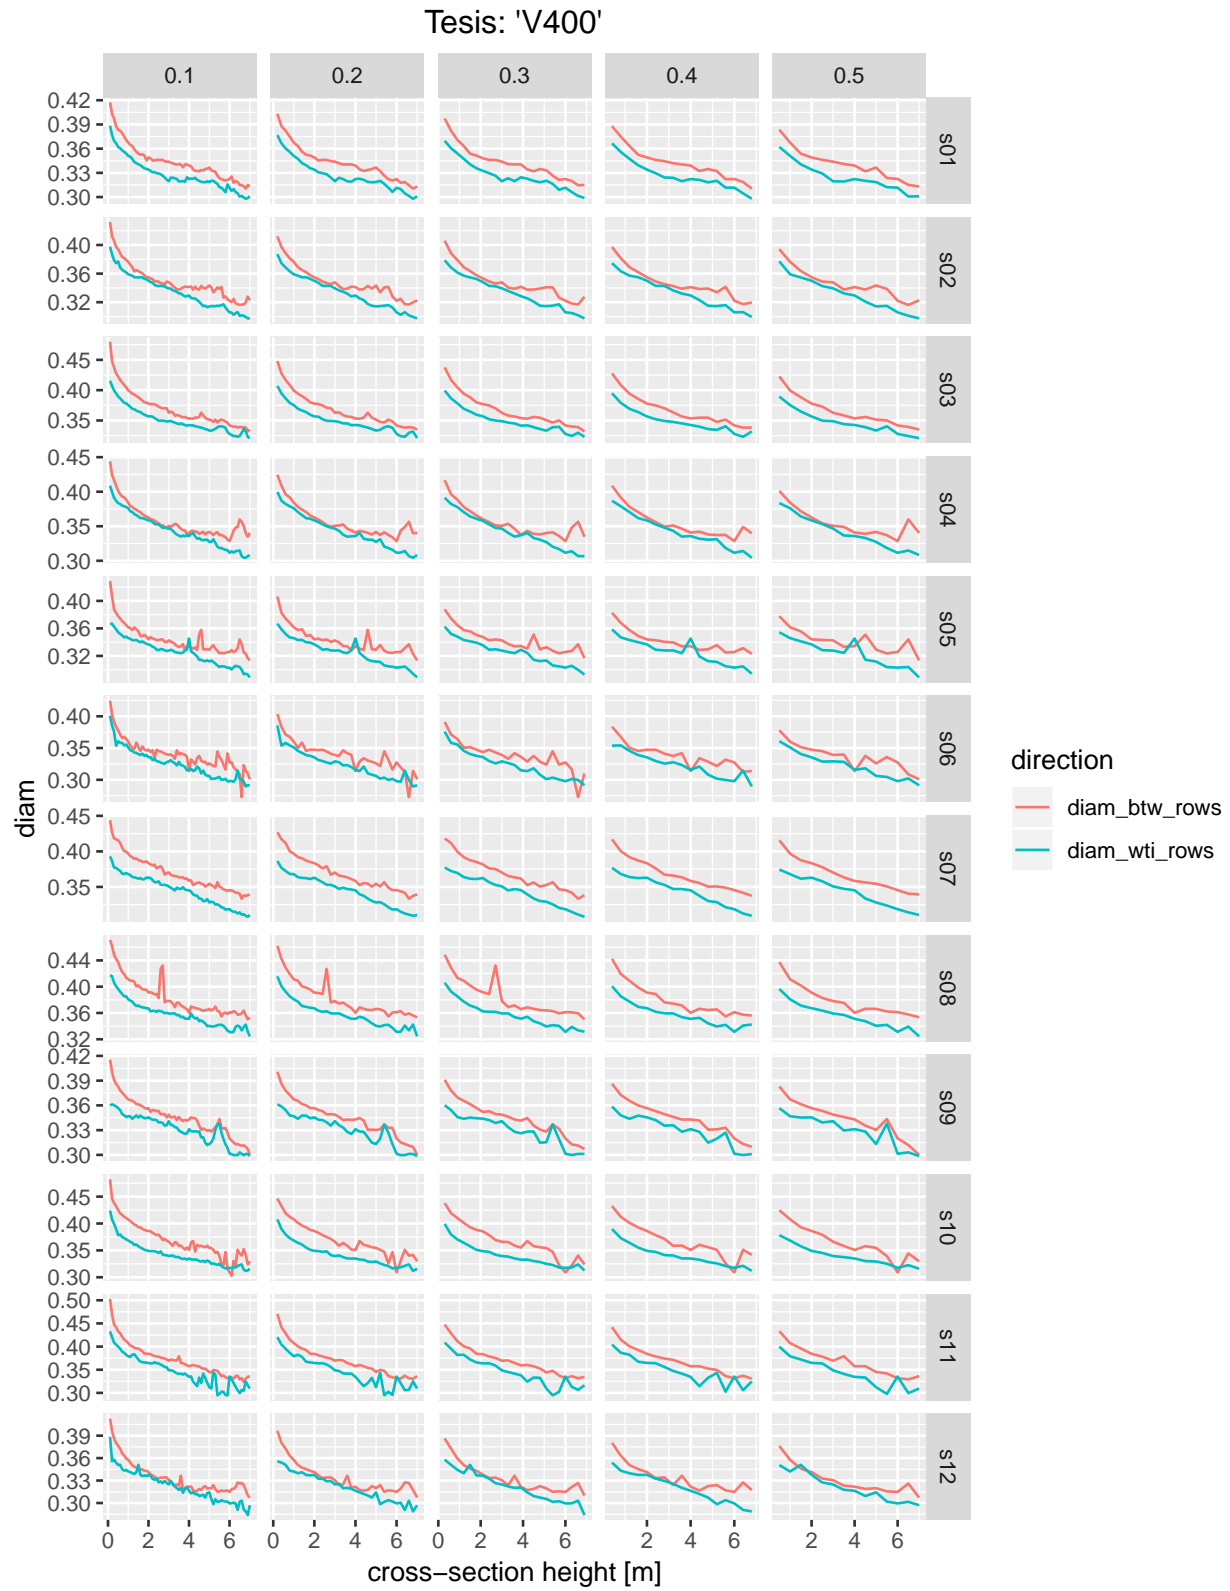 Tesis: 'V400'
0.1 0.2 0.3 0.4 0.5
0.42
0.39
0.36
0.33
0.30
s01
0.40
0.36
0.32
s02
0.45
0.40
0.35
s03
0.45
0.40
0.35
0.30
s04
0.40
0.36
0.32
s05
0.40
0.35
0.30
s06
0.45
0.40
0.35
s07
0.44
0.40
0.36
0.32
s08
0.42
0.39
0.36
0.33
0.30
s09
0.45
0.40
0.35
0.30
s10
0.50
0.45
0.40
0.35
0.30
s11
0.39
0.36
0.33
0.30
s12
0 2 4 6 0 2 4 6 0 2 4 6 2 4 6 2 4 6
cross−section height [m]
diam
direction
diam_btw_rows
diam_wti_rows